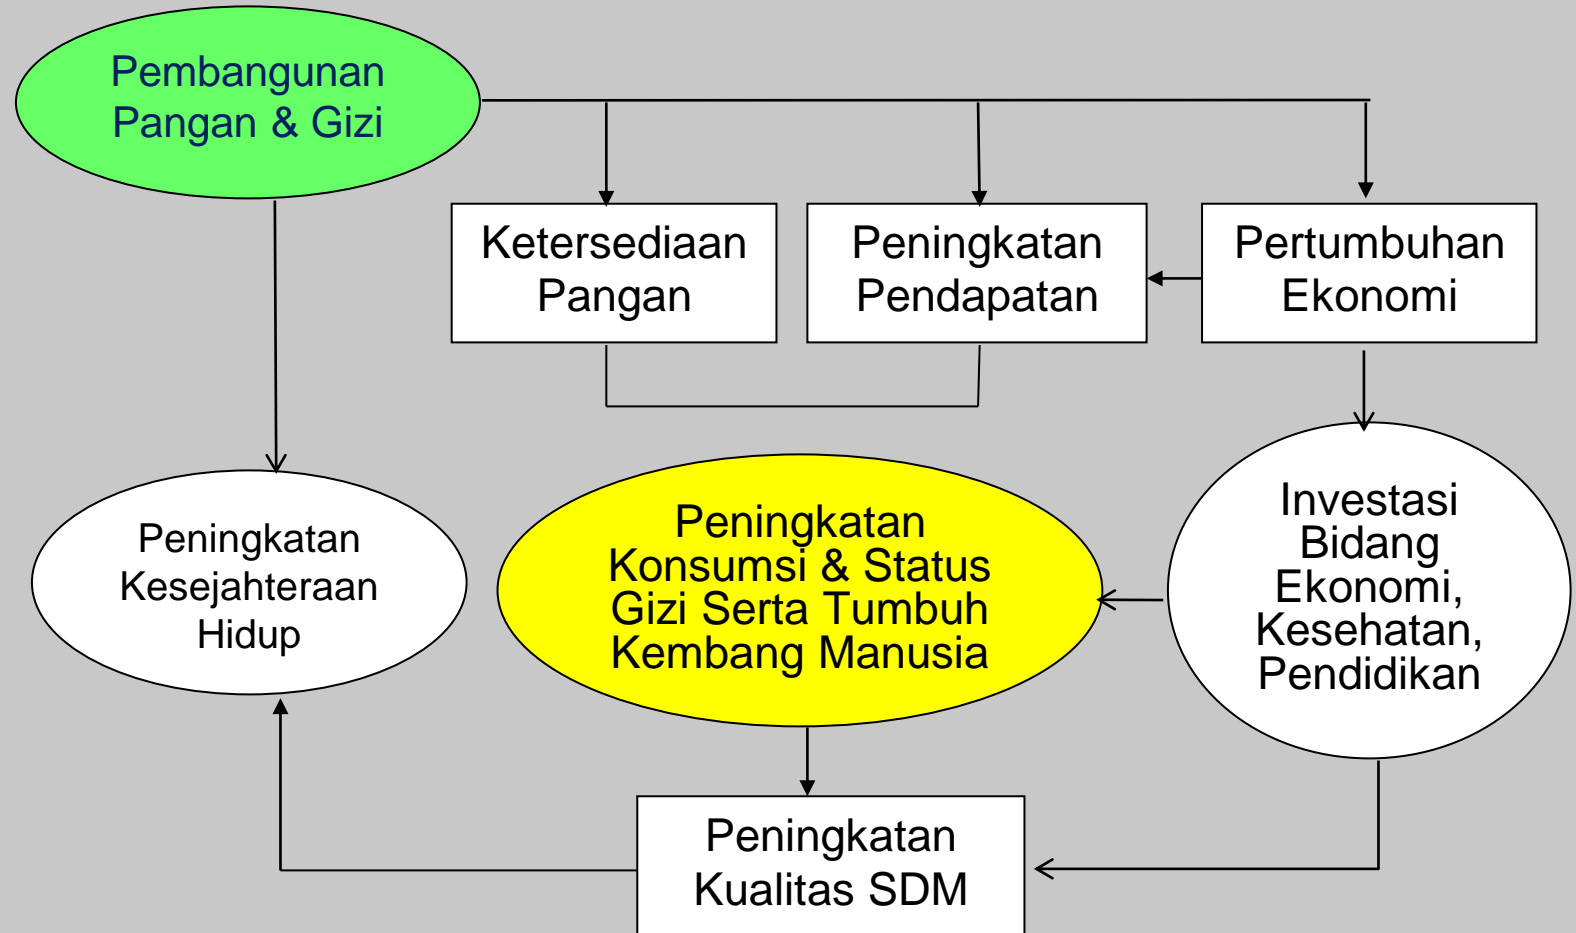 Pembangunan
Pangan & Gizi
Ketersediaan
Pangan
Peningkatan
Pendapatan
Pertumbuhan
Ekonomi
Peningkatan
Kesejahteraan
Hidup
Peningkatan
Konsumsi & Status
Gizi Serta Tumbuh
Kembang Manusia
Investasi
Bidang
Ekonomi,
Kesehatan,
Pendidikan
Peningkatan
Kualitas SDM